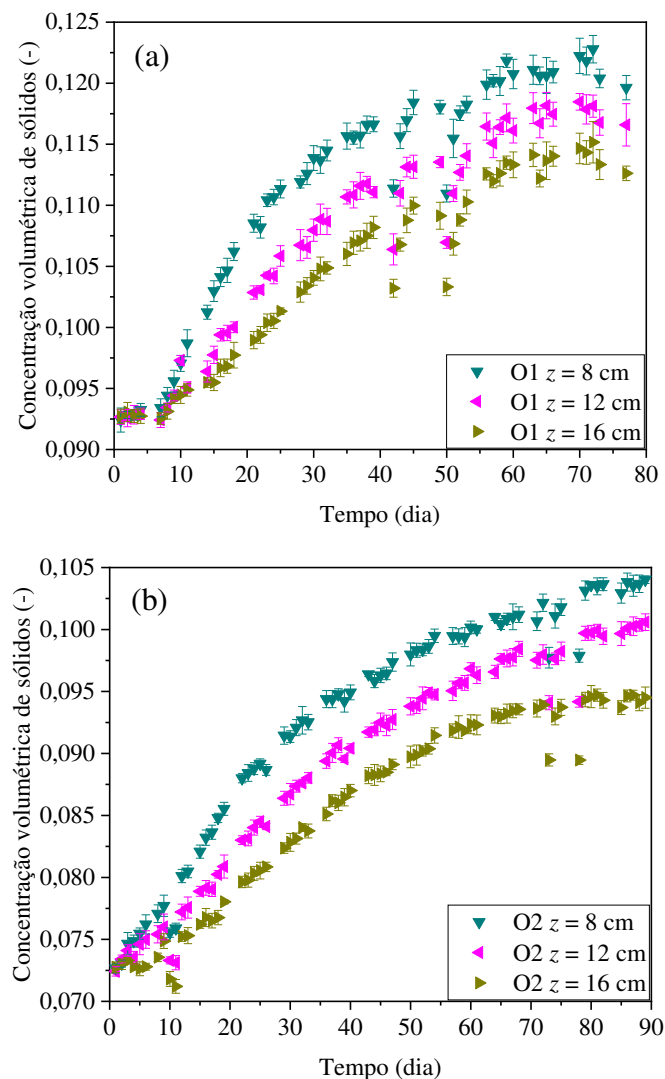 0,125
0,120
0,115
0,110
0,105
0,100
0,095
0,090
Concentração volumétrica de sólidos (-)
(a)
O1 z = 8 cm
O1 z = 12 cm
O1 z = 16 cm
0 10 20 30 40 50 60 70 80
Tempo (dia)
0,105
0,100
0,095
0,090
0,085
0,080
0,075
0,070
Concentração volumétrica de sólidos (-)
(b)
O2 z = 8 cm
O2 z = 12 cm
O2 z = 16 cm
0 10 20 30 40 50 60 70 80 90
Tempo (dia)